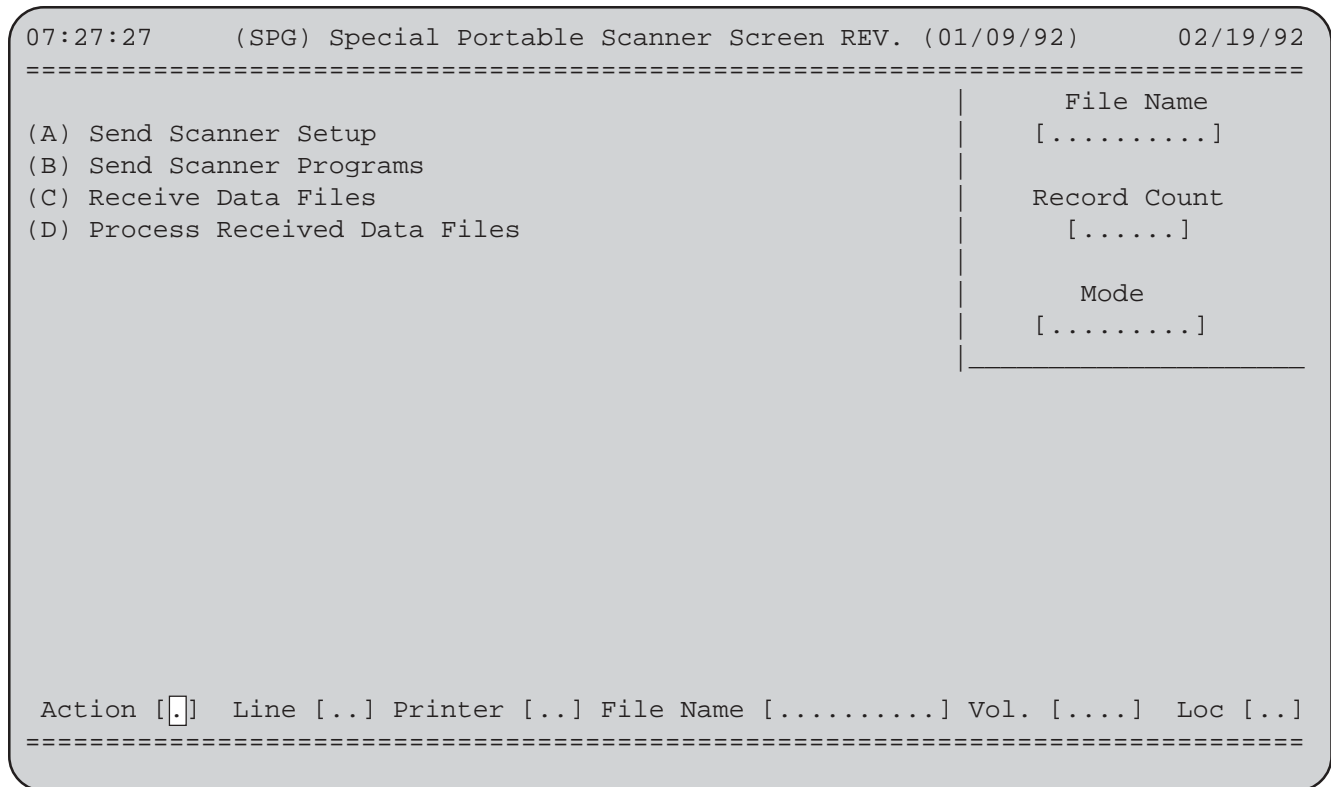 07:27:27 (SPG) Special Portable Scanner Screen REV. (01/09/92) 02/19/92
================================================================================
| File Name
(A) Send Scanner Setup | [..........]
(B) Send Scanner Programs |
(C) Receive Data Files | Record Count
(D) Process Received Data Files | [......]
|
| Mode
| [.........]
|_____________________
Action [.] Line [..] Printer [..] File Name [..........] Vol. [....] Loc [..]
================================================================================